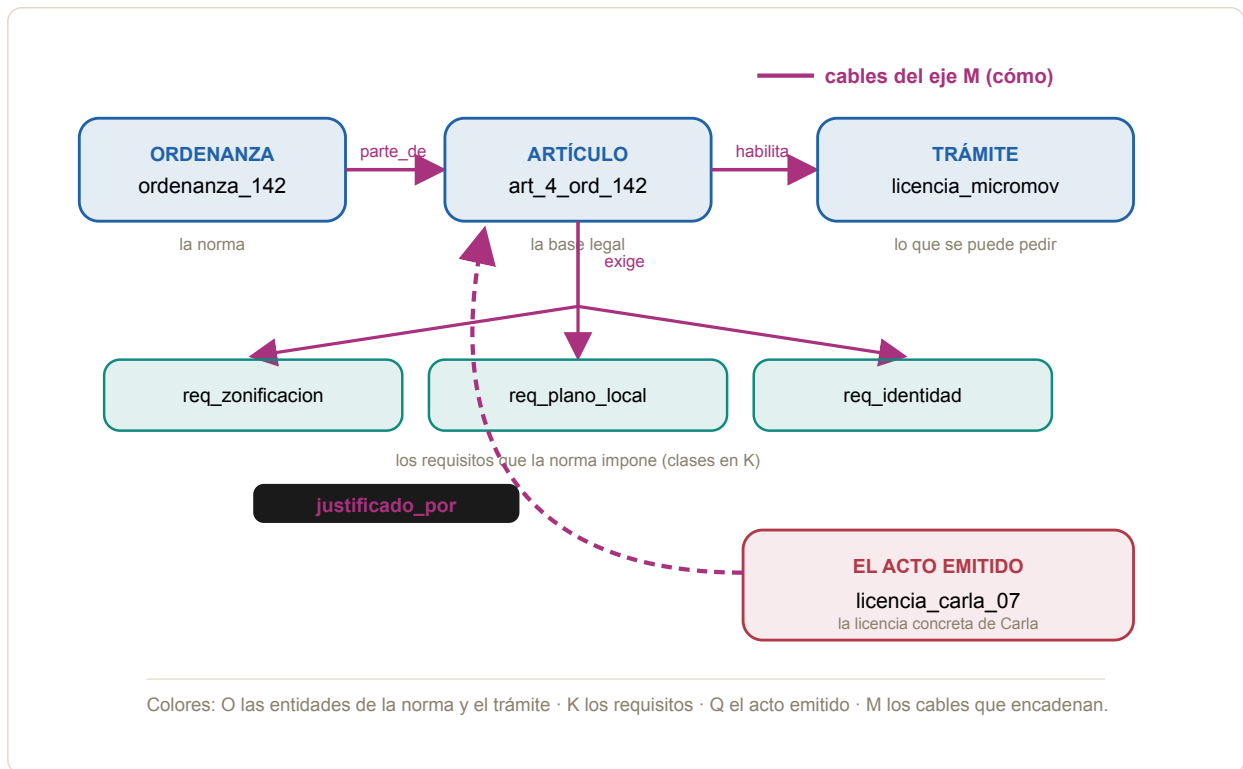 cables del eje M (cómo)
ORDENANZA
ordenanza_142
parte_de
ARTÍCULO
art_4_ord_142
habilita
TRÁMITE
licencia_micromov
la norma
la base legal
lo que se puede pedir
exige
req_zonificacion
req_plano_local
req_identidad
los requisitos que la norma impone (clases en K)
justificado_por
EL ACTO EMITIDO
licencia_carla_07
la licencia concreta de Carla
Colores: O las entidades de la norma y el trámite · K los requisitos · Q el acto emitido · M los cables que encadenan.